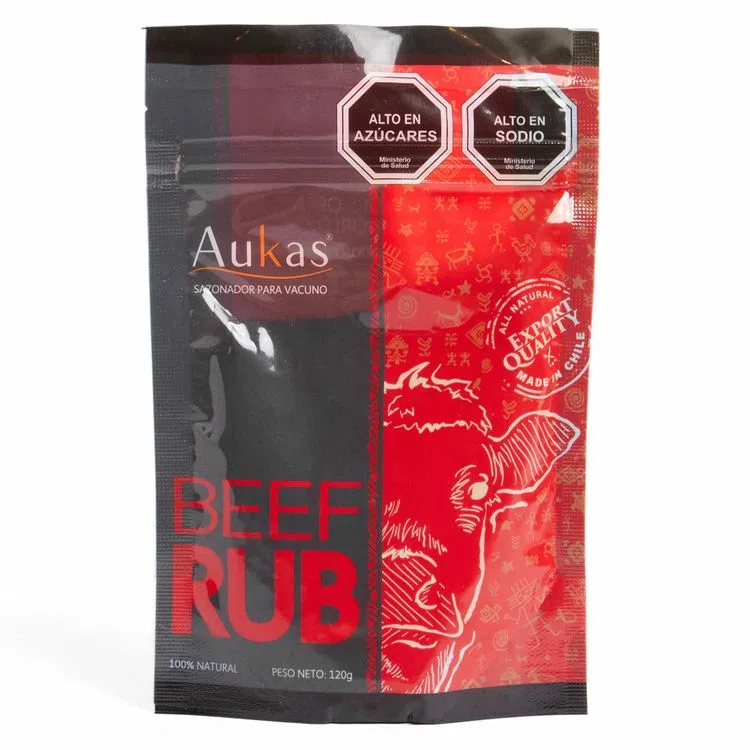 ALTO EN
AZÚCARES
Ministerio
de Salud
ALTO EN
SODIO
Ministerio
de Salud
Aukas®
SAZONADOR PARA VACUNO
ALL NATURAL
EXPORT
QUALITY
MADE IN CHILE
BEEF
RUB
100% NATURAL
PESO NETO: 120g